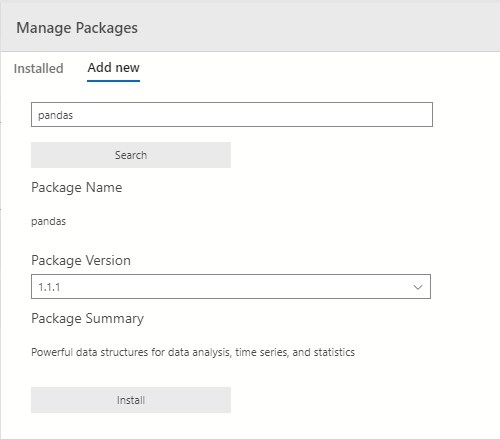 Manage Packages
Installed Add new
pandas
Search
Package Name
pandas
Package Version
1.1.1
Package Summary
Powerful data structures for data analysis, time series, and statistics
Install